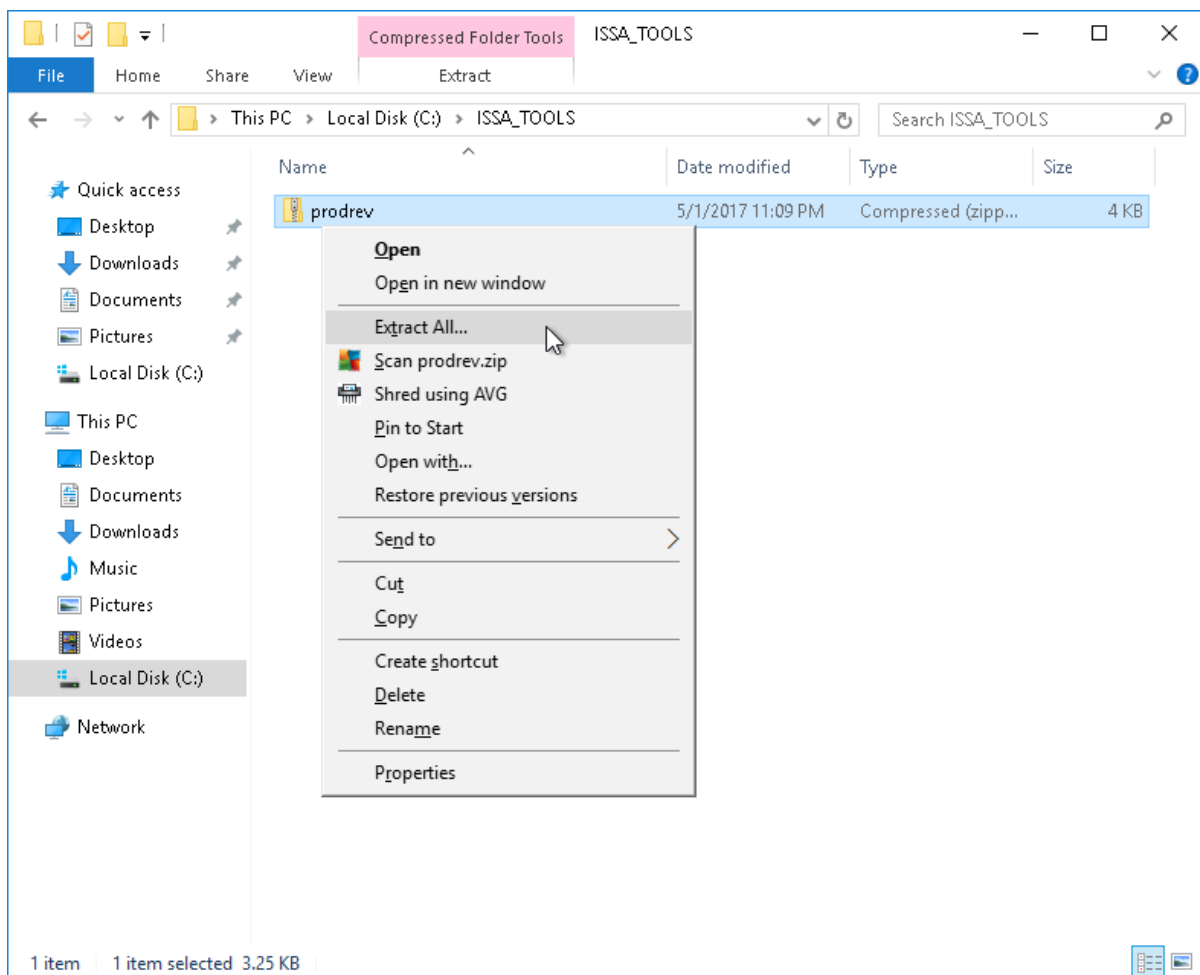 Compressed Folder Tools ISSA_TOOLS
File Home Share View Extract
This PC Local Disk (C:) ISSA_TOOLS Search ISSA_TOOLS
Name Date modified Type Size
Quick access
prodrev 5/1/2017 11:09 PM Compressed (zipp... 4 KB
Desktop
Downloads
Documents
Pictures
Local Disk (C:)
This PC
Desktop
Documents
Downloads
Music
Pictures
Videos
Local Disk (C:)
Network
Open
Open in new window
Extract All...
Scan prodrev.zip
Shred using AVG
Pin to Start
Open with...
Restore previous versions
Send to
Cut
Copy
Create shortcut
Delete
Rename
Properties
1 item 1 item selected 3.25 KB